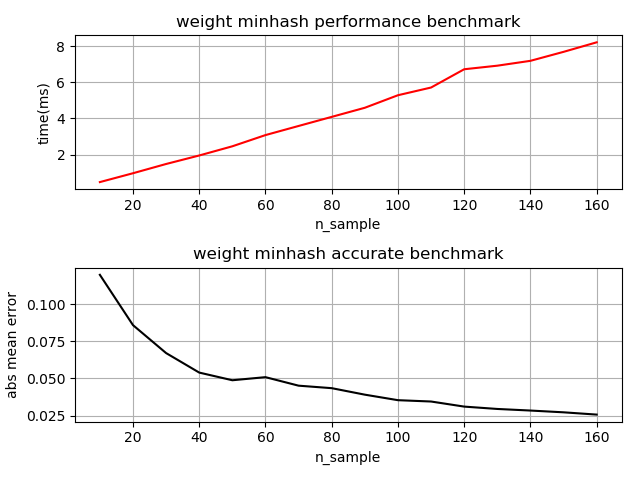 weight minhash performance benchmark
8
6
4
2
time(ms)
20 40 60 80 100 120 140 160
n_sample
weight minhash accurate benchmark
0.100
0.075
0.050
0.025
abs mean error
20 40 60 80 100 120 140 160
n_sample